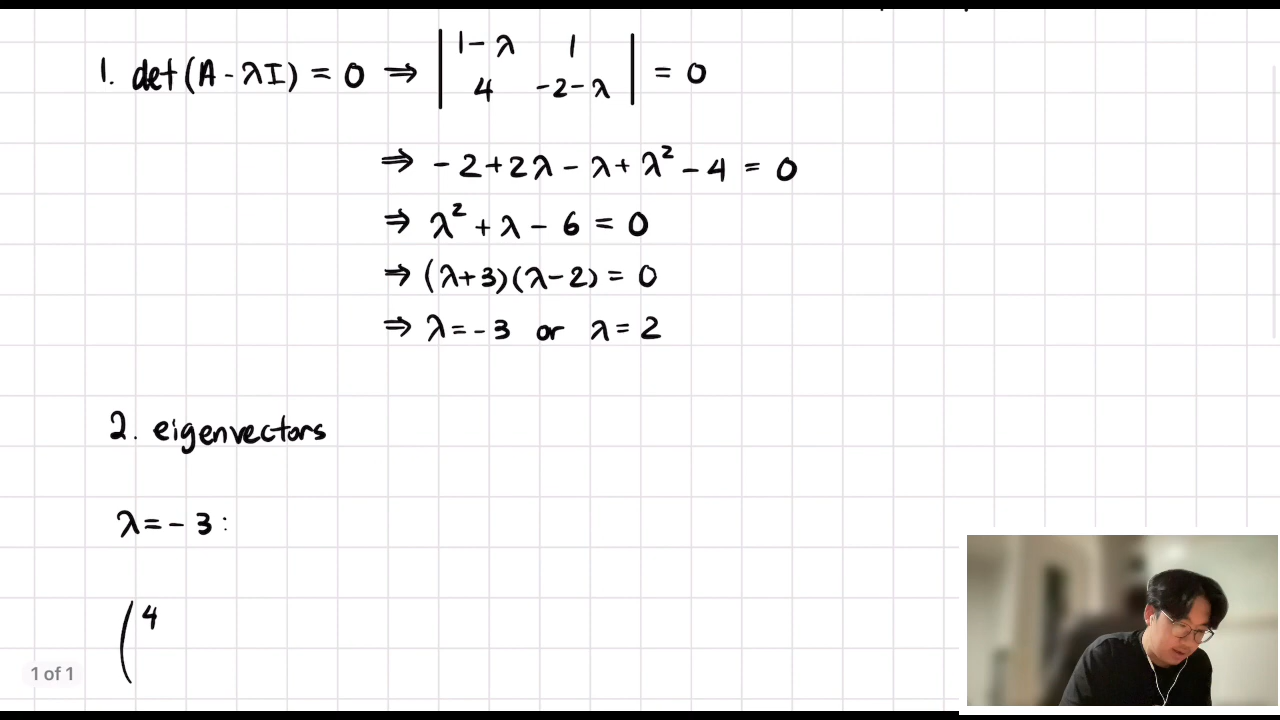 1. det(A - λI) = 0 ⇒ | 1-λ 1 | = 0
| 4 -2-λ |
⇒ -2+2λ-λ+λ²-4 = 0
⇒ λ²+λ-6=0
⇒ (λ+3)(λ-2)=0
⇒ λ=-3 or λ=2
2. eigenvectors
λ=-3:
( 4
1 of 1